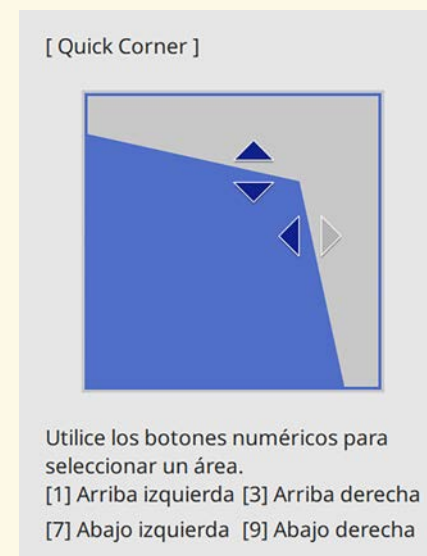 [ Quick Corner ]
Utilice los botones numéricos para
seleccionar un área.
[1] Arriba izquierda [3] Arriba derecha
[7] Abajo izquierda [9] Abajo derecha